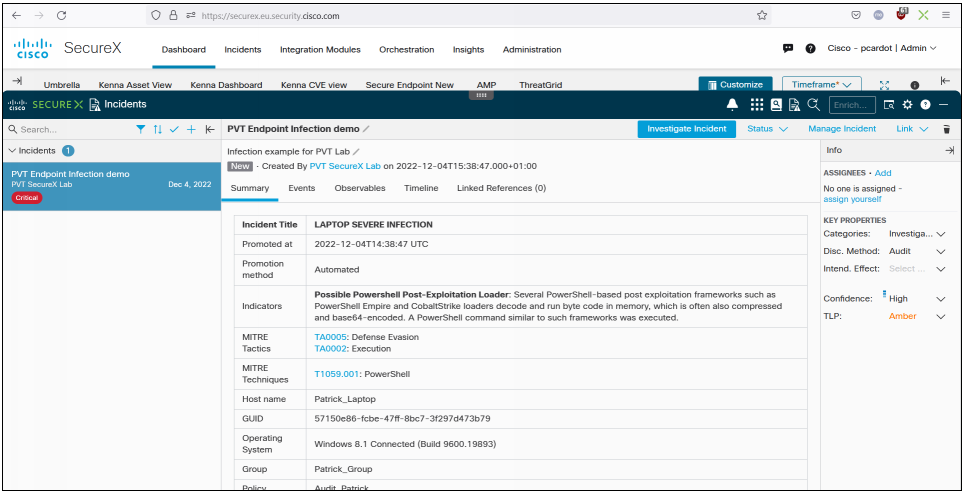 https://securex.eu.security.cisco.com
61
CISCO SecureX Dashboard Incidents Integration Modules Orchestration Insights Administration Cisco - pcardot | Admin
Umbrella Kenna Asset View Kenna Dashboard Kenna CVE view Secure Endpoint New AMP ThreatGrid Customize Timeframe*
CISCO SECUREX Incidents Enrich...
Search... PVT Endpoint Infection demo Investigate Incident Status Manage Incident Link
Incidents 1
PVT Endpoint Infection demo
PVT SecureX Lab Dec 4, 2022
Critical
Infection example for PVT Lab
New · Created By PVT SecureX Lab on 2022-12-04T15:38:47.000+01:00
Summary Events Observables Timeline Linked References (0)
Incident Title LAPTOP SEVERE INFECTION
Promoted at 2022-12-04T14:38:47 UTC
Promotion method Automated
Indicators Possible Powershell Post-Exploitation Loader: Several PowerShell-based post exploitation frameworks such as
PowerShell Empire and CobaltStrike loaders decode and run byte code in memory, which is often also compressed
and base64-encoded. A PowerShell command similar to such frameworks was executed.
MITRE Tactics TA0005: Defense Evasion
TA0002: Execution
MITRE Techniques T1059.001: PowerShell
Host name Patrick_Laptop
GUID 57150e86-fcbe-47ff-8bc7-3f297d473b79
Operating System Windows 8.1 Connected (Build 9600.19893)
Group Patrick_Group
Policy Audit_Patrick
Info
ASSIGNEES • Add
No one is assigned -
assign yourself
KEY PROPERTIES
Categories: Investiga...
Disc. Method: Audit
Intend. Effect: Select ...
Confidence: High
TLP: Amber